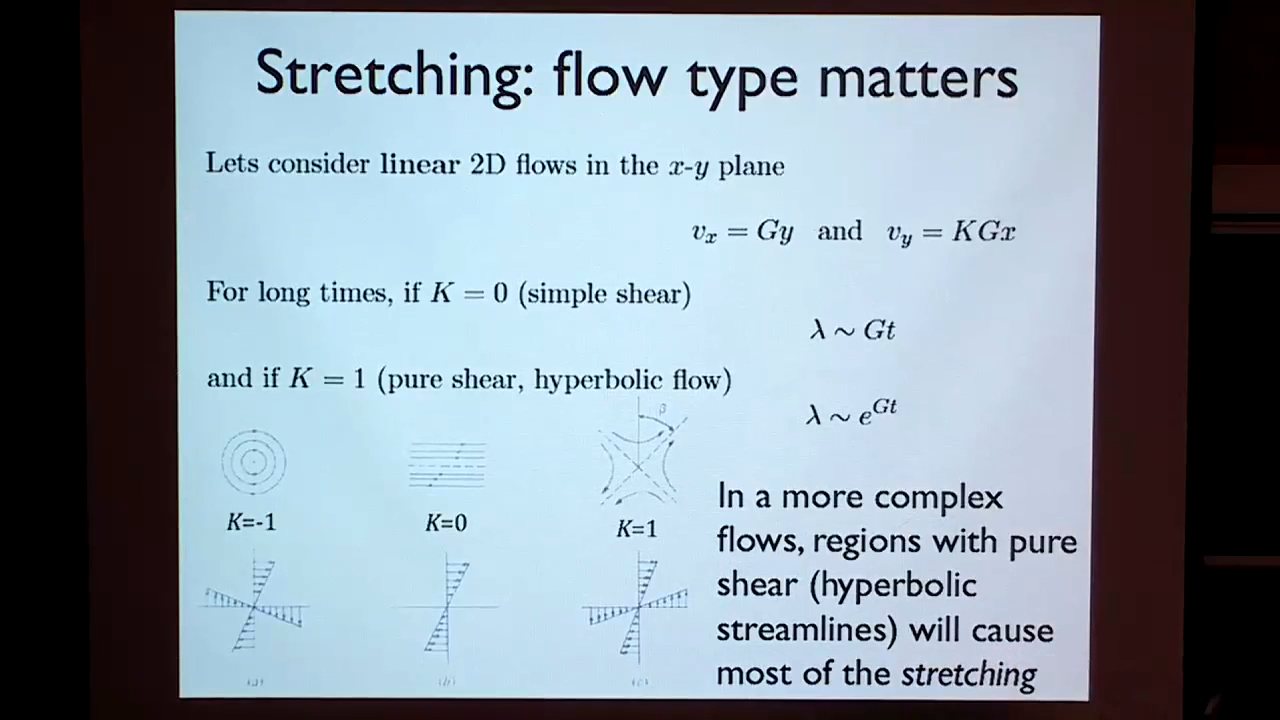 Stretching: flow type matters
Lets consider linear 2D flows in the x-y plane
vₓ = Gy and v_y = KGx
For long times, if K = 0 (simple shear)
λ ~ Gt
and if K = 1 (pure shear, hyperbolic flow)
λ ~ e^{Gt}
β
K=-1
K=0
K=1
In a more complex
flows, regions with pure
shear (hyperbolic
streamlines) will cause
most of the stretching
(a)
(b)
(c)